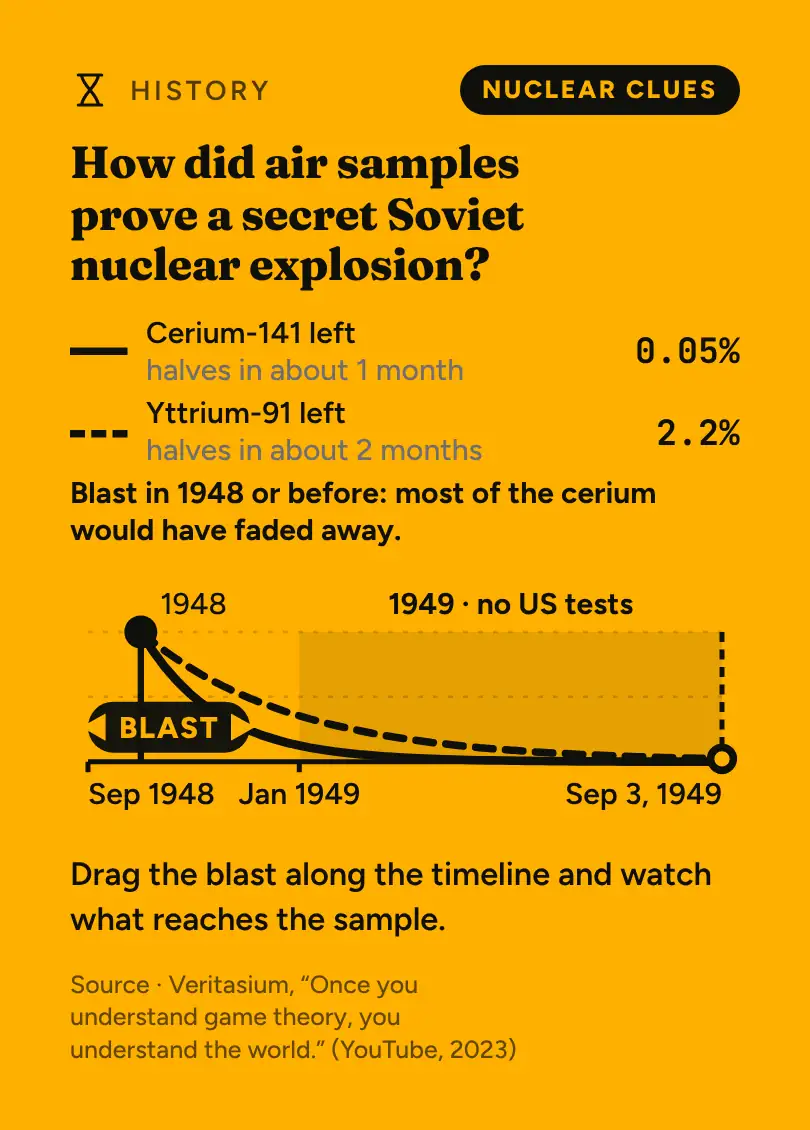 HISTORY
NUCLEAR CLUES
How did air samples
prove a secret Soviet
nuclear explosion?
Cerium-141 left
halves in about 1 month
0.05%
Yttrium-91 left
halves in about 2 months
2.2%
Blast in 1948 or before: most of the cerium
would have faded away.
1948
1949 · no US tests
BLAST
Sep 1948
Jan 1949
Sep 3, 1949
Drag the blast along the timeline and watch
what reaches the sample.
Source · Veritasium, “Once you
understand game theory, you
understand the world.” (YouTube, 2023)